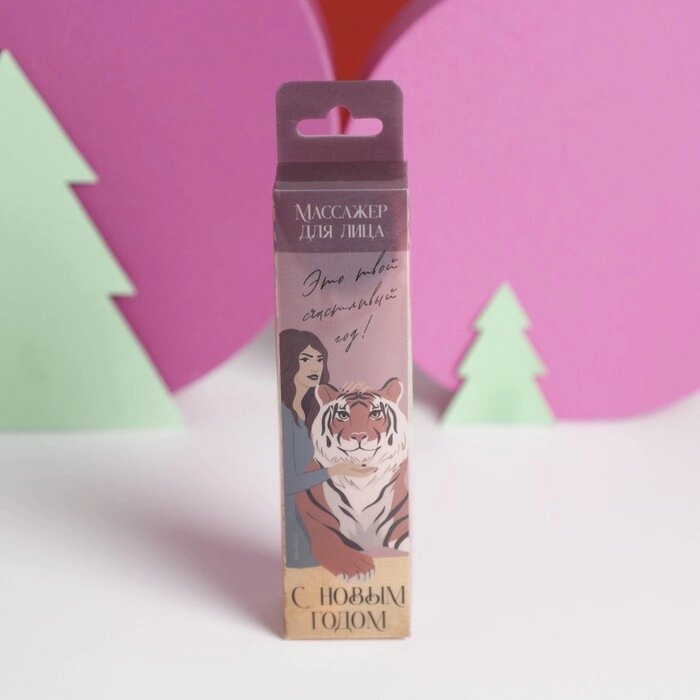 Массажер
для лица
Это твой
счастливый
год!
С новым
годом